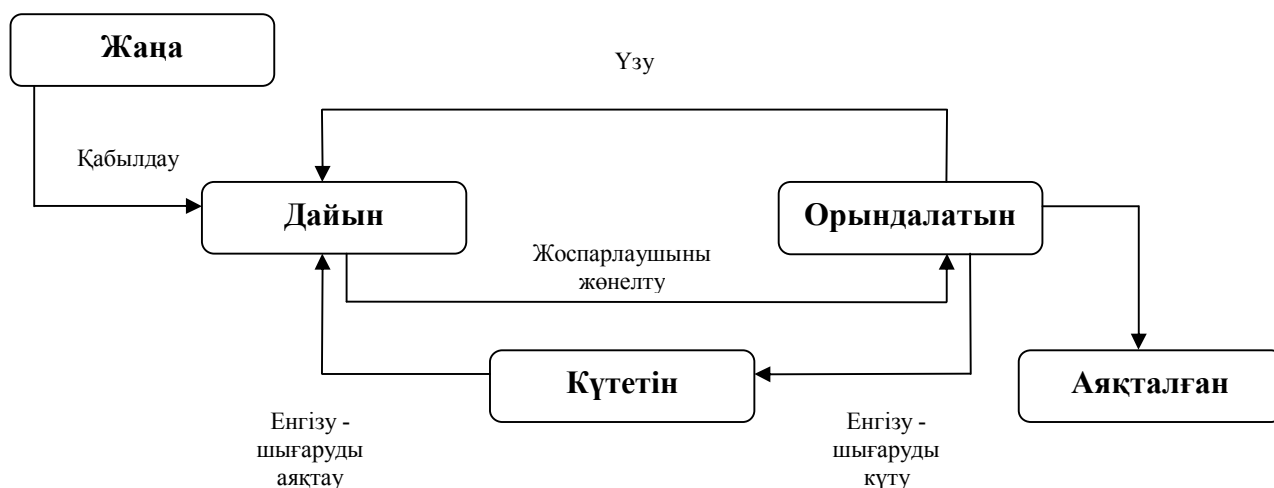 Жаңа
Үзу
Қабылдау
Дайын
Орындалатын
Жоспарлаушыны
жөнелту
Күтетін
Аяқталған
Енгізу -
шығаруды
аяқтау
Енгізу -
шығаруды
күту